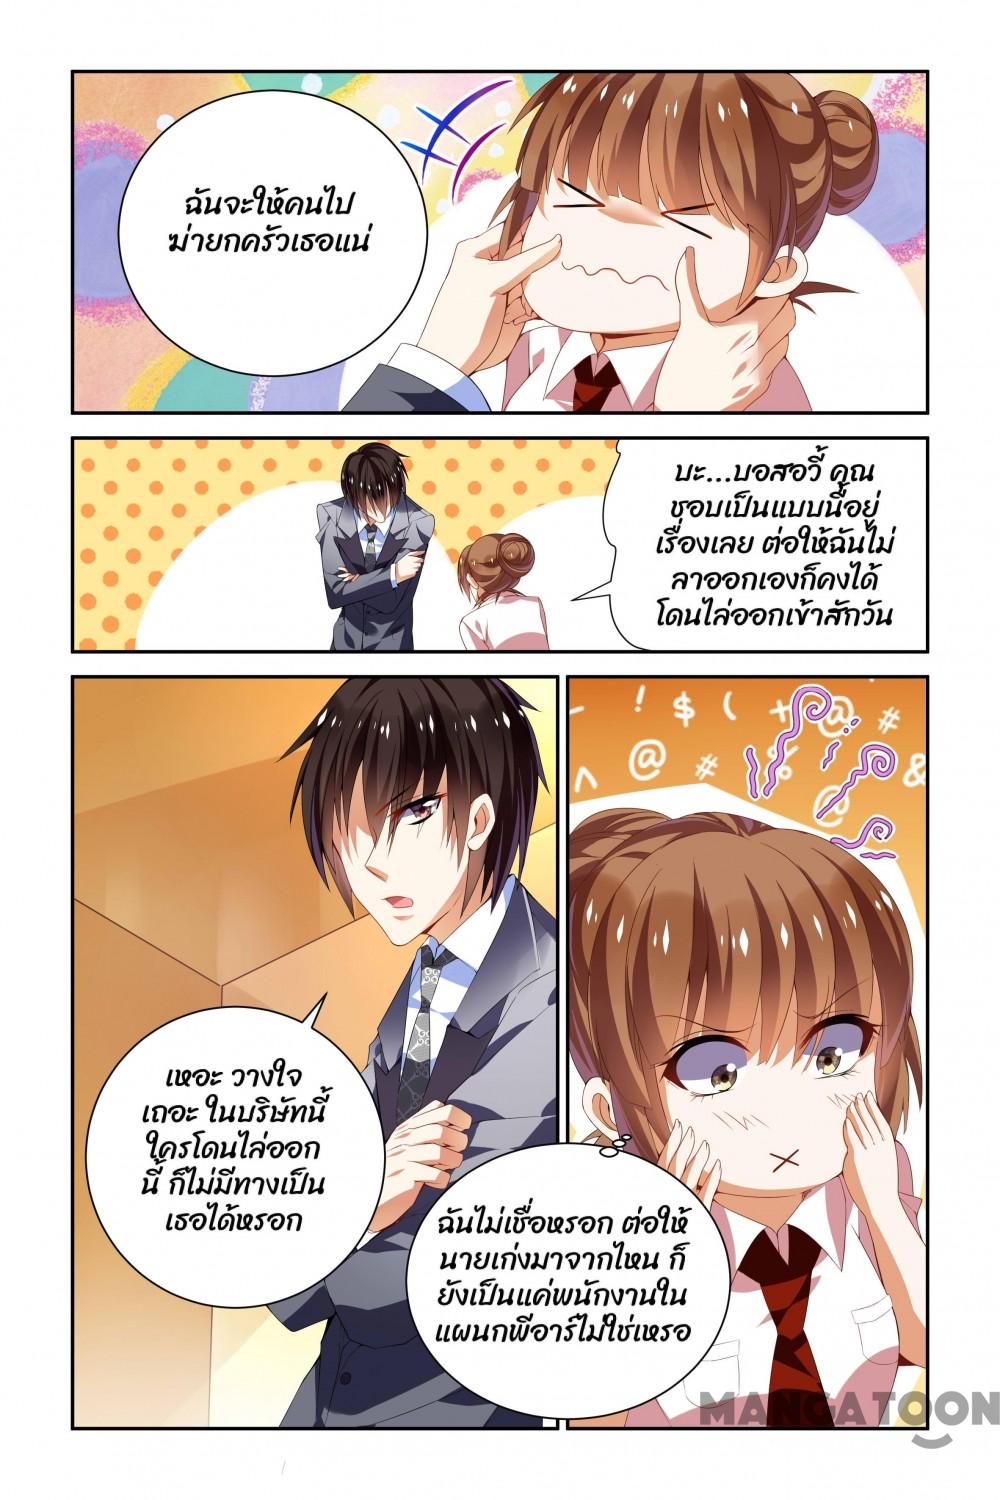 ฉันจะให้คนไป
ฆ่ายกครัวเธอแน่
บะ...บอสอวี้ คุณ
ชอบเป็นแบบนี้อยู่
เรื่อยเลย ต่อให้ฉันไม่
ลาออกเองก็คงได้
โดนไล่ออกเข้าสักวัน
! $ ( + @ #
^ @ # % &
เหอะ วางใจ
เถอะ ในบริษัทนี้
ใครโดนไล่ออก
นี้ ก็ไม่มีทางเป็น
เธอได้หรอก
ฉันไม่เชื่อหรอก ต่อให้
นายเก่งมาจากไหน ก็
ยังเป็นแค่พนักงานใน
แผนกพีอาร์ไม่ใช่เหรอ
MANGATOON